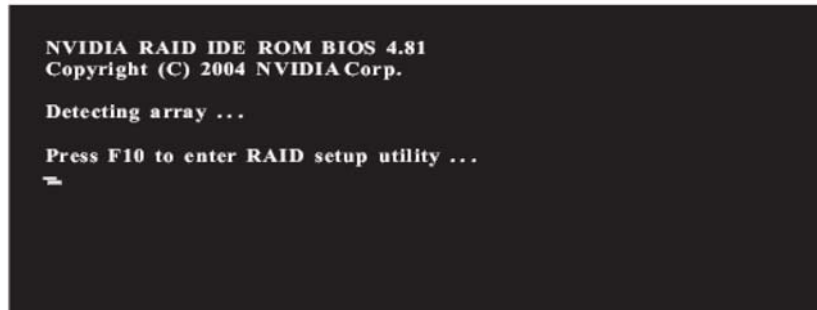 NVIDIA RAID IDE ROM BIOS 4.81
Copyright (C) 2004 NVIDIA Corp.
Detecting array ...
Press F10 to enter RAID setup utility ...